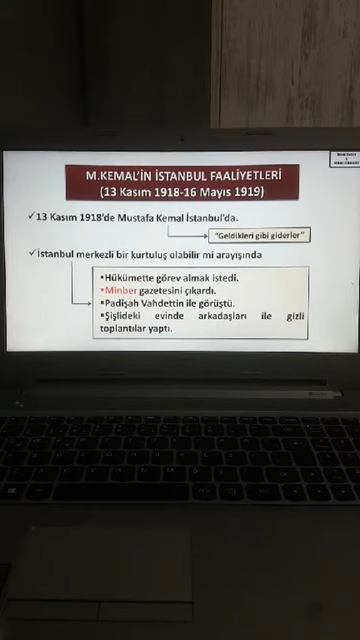 M.KEMAL'İN İSTANBUL FAALİYETLERİ
(13 Kasım 1918-16 Mayıs 1919)
✓13 Kasım 1918'de Mustafa Kemal İstanbul'da.
"Geldikleri gibi giderler"
✓İstanbul merkezli bir kurtuluş olabilir mi arayışında
▪Hükümette görev almak istedi.
▪Minber gazetesini çıkardı.
▪Padişah Vahdettin ile görüştü.
▪Şişlideki evinde arkadaşları ile gizli
toplantılar yaptı.